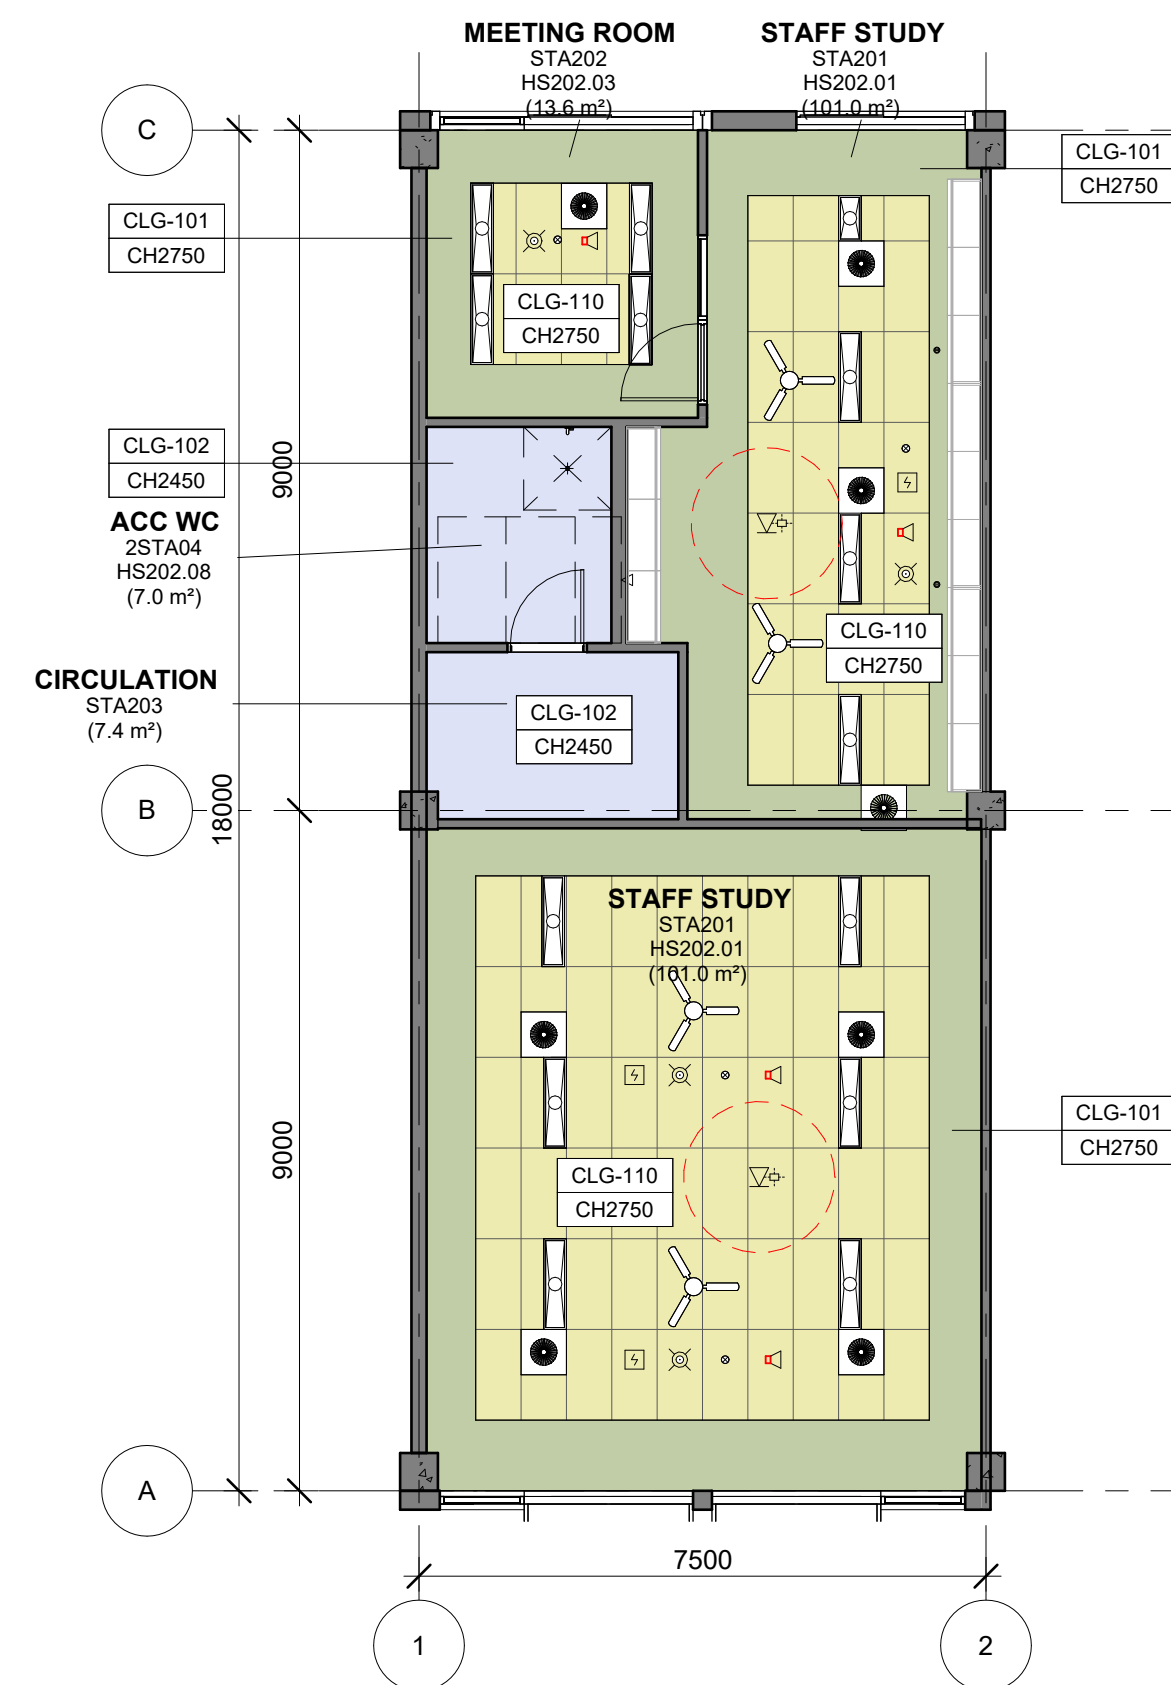 MEETING ROOM
STA202
HS202.03
(13.6 m²)
STAFF STUDY
STA201
HS202.01
(101.0 m²)
C
CLG-101
CH2750
CLG-101
CH2750
CLG-110
CH2750
CLG-102
CH2450
9000
ACC WC
2STA04
HS202.08
(7.0 m²)
CLG-110
CH2750
CIRCULATION
STA203
(7.4 m²)
CLG-102
CH2450
B
18000
STAFF STUDY
STA201
HS202.01
(101.0 m²)
CLG-101
CH2750
9000
CLG-110
CH2750
A
7500
1
2